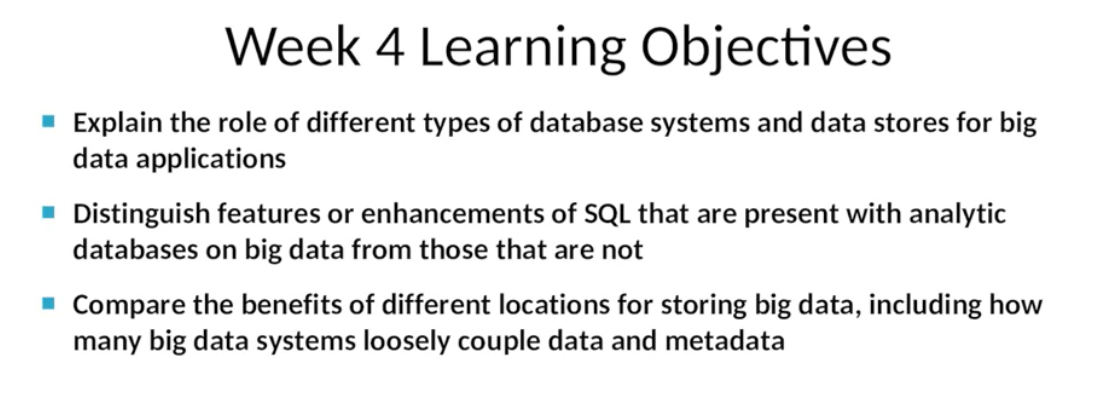 Week 4 Learning Objectives
Explain the role of different types of database systems and data stores for big
data applications
Distinguish features or enhancements of SQL that are present with analytic
databases on big data from those that are not
Compare the benefits of different locations for storing big data, including how
many big data systems loosely couple data and metadata